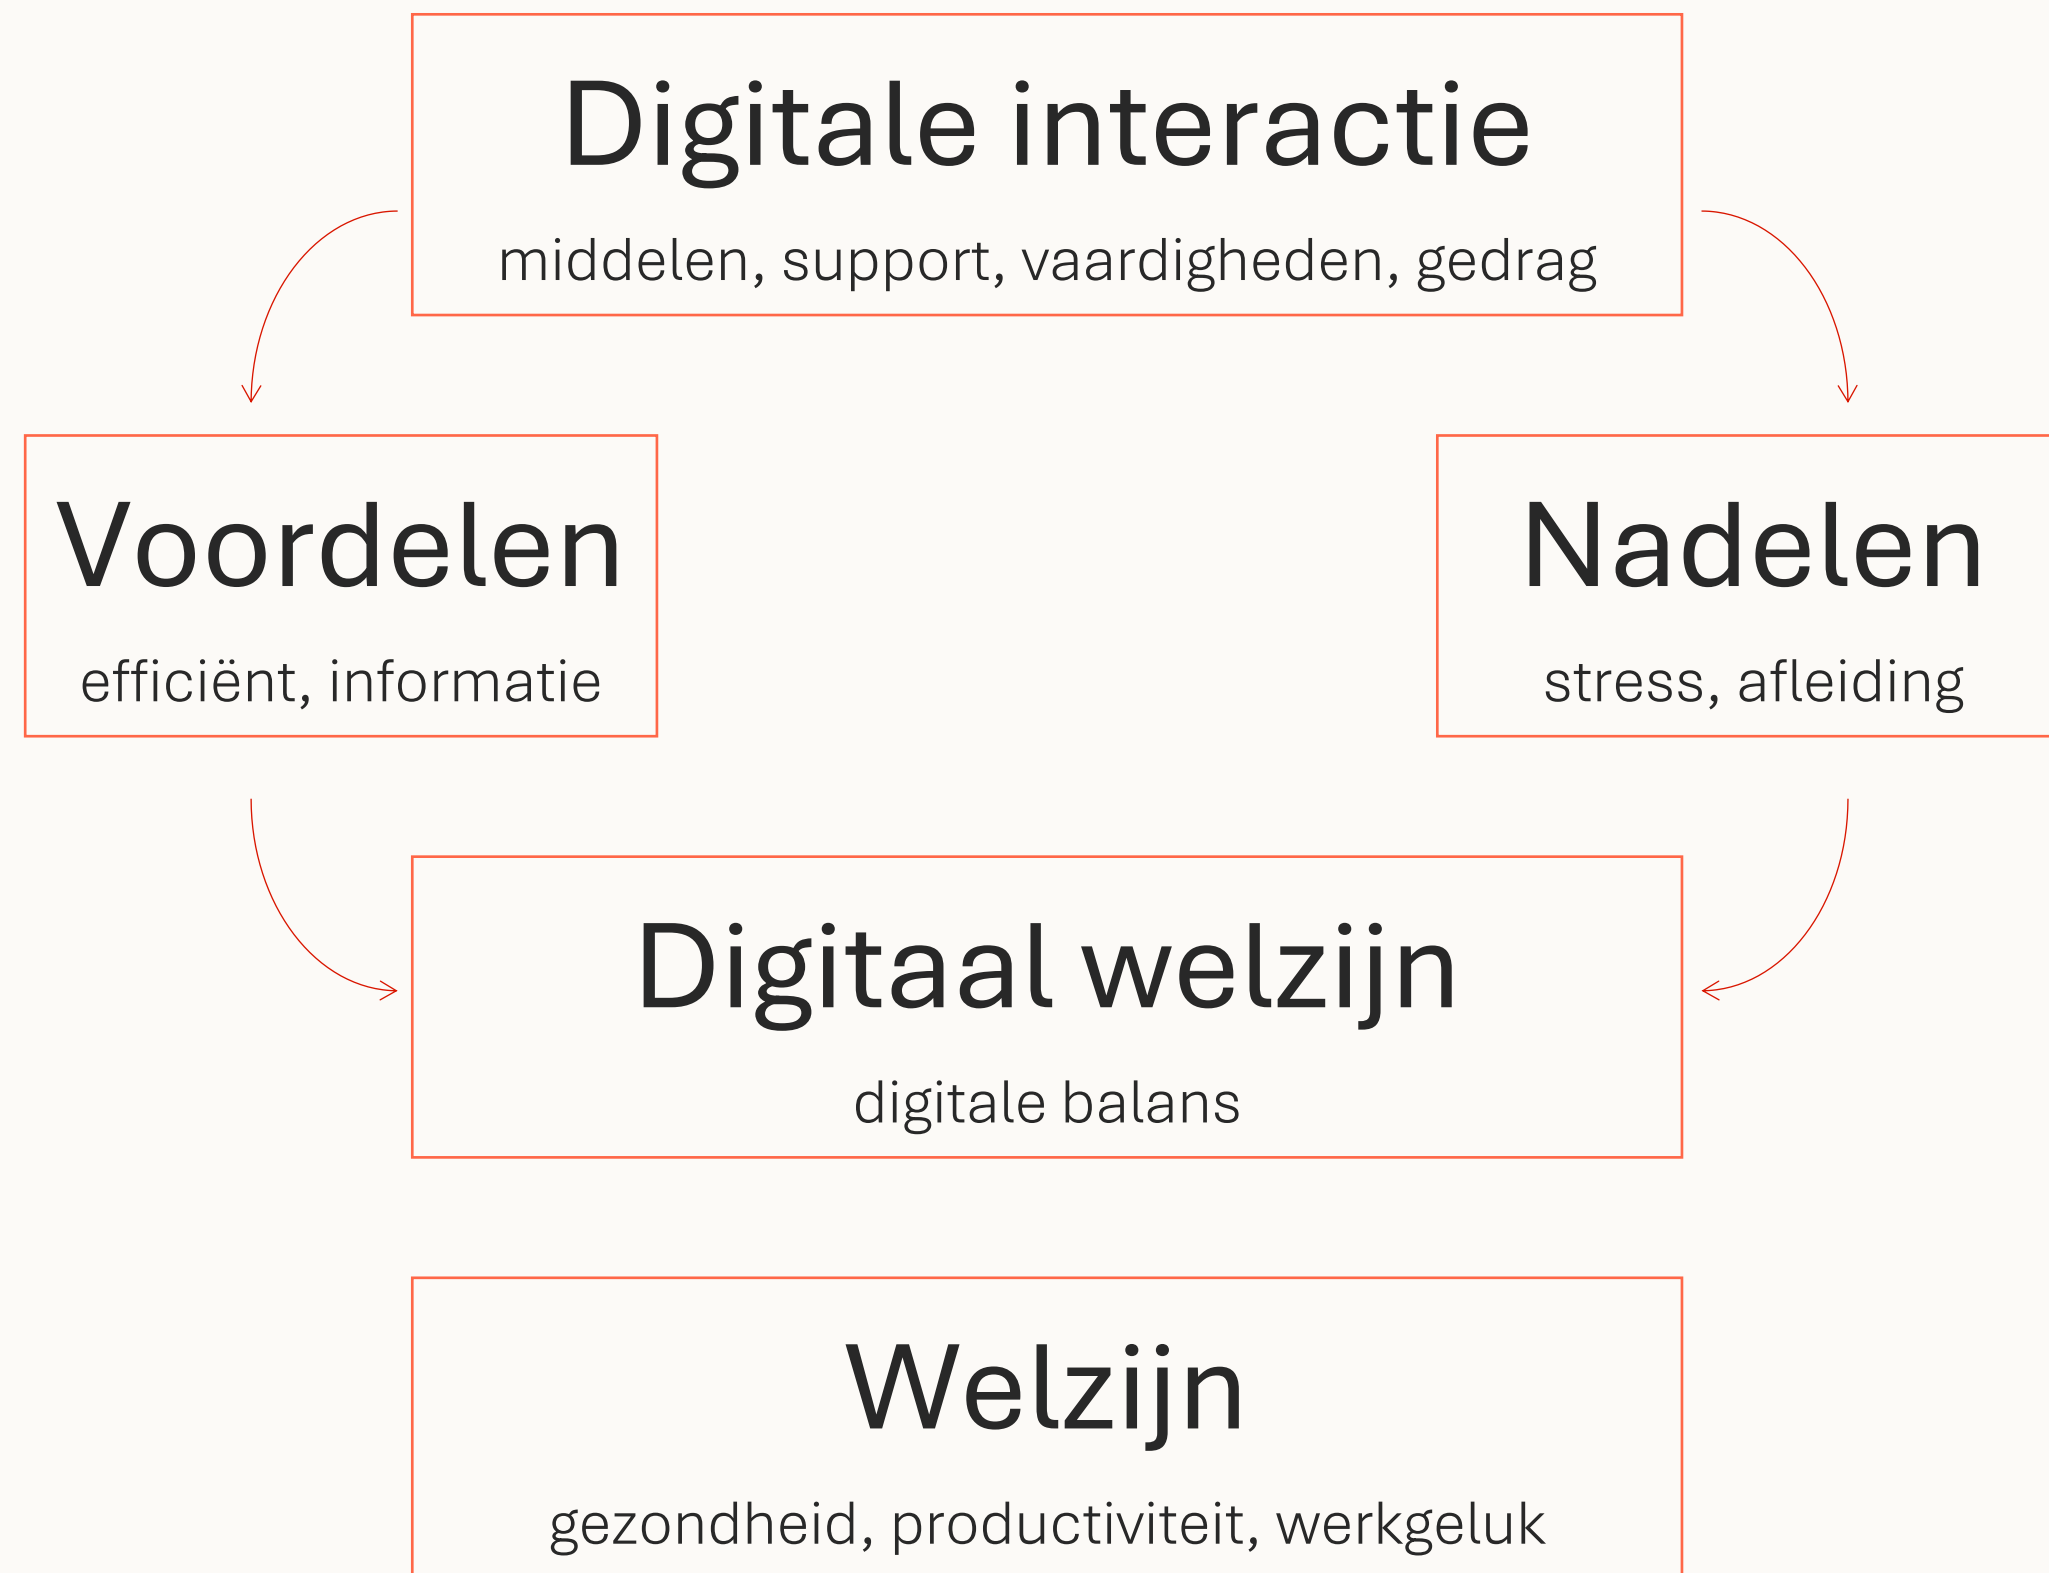 Digitale interactie
middelen, support, vaardigheden, gedrag
Voordelen
efficiënt, informatie
Nadelen
stress, afleiding
Digitaal welzijn
digitale balans
Welzijn
gezondheid, productiviteit, werkgeluk